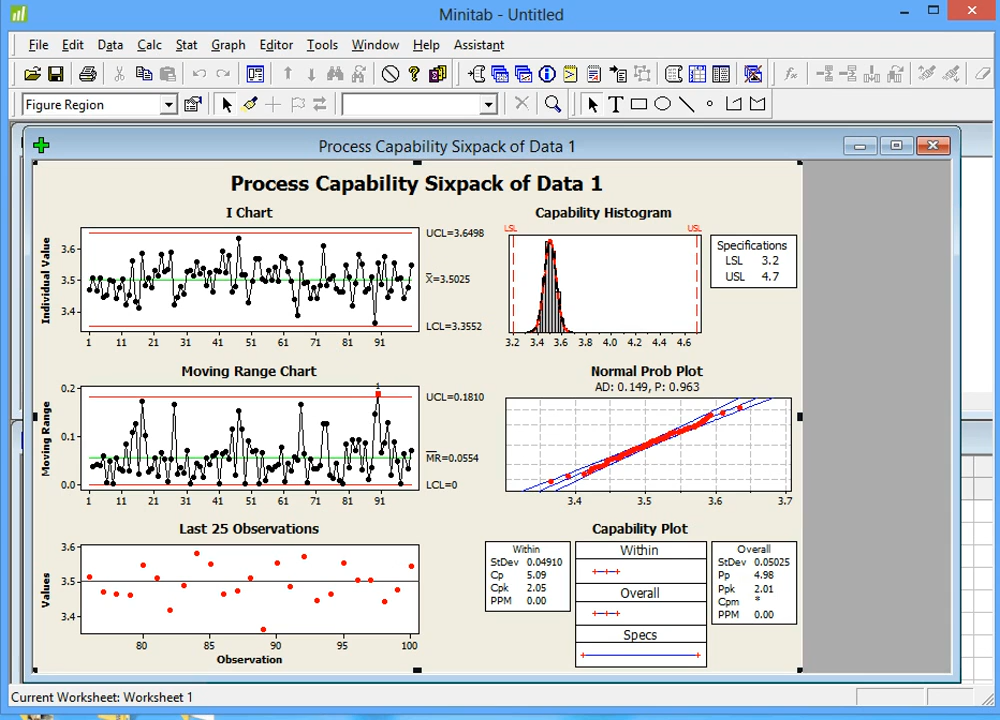 Minitab - Untitled
File Edit Data Calc Stat Graph Editor Tools Window Help Assistant
Figure Region
Process Capability Sixpack of Data 1
Process Capability Sixpack of Data 1
I Chart
Individual Value
3.6
3.5
3.4
UCL=3.6498
X=3.5025
LCL=3.3552
1 11 21 31 41 51 61 71 81 91
Capability Histogram
LSL USL
3.2 3.4 3.6 3.8 4.0 4.2 4.4 4.6
Specifications
LSL 3.2
USL 4.7
Moving Range Chart
Moving Range
0.2
0.1
0.0
1
UCL=0.1810
MR=0.0554
LCL=0
1 11 21 31 41 51 61 71 81 91
Normal Prob Plot
AD: 0.149, P: 0.963
3.4 3.5 3.6 3.7
Last 25 Observations
Values
3.6
3.5
3.4
80 85 90 95 100
Observation
Capability Plot
Within
StDev 0.04910
Cp 5.09
Cpk 2.05
PPM 0.00
Within
Overall
Specs
Overall
StDev 0.05025
Pp 4.98
Ppk 2.01
Cpm *
PPM 0.00
Current Worksheet: Worksheet 1